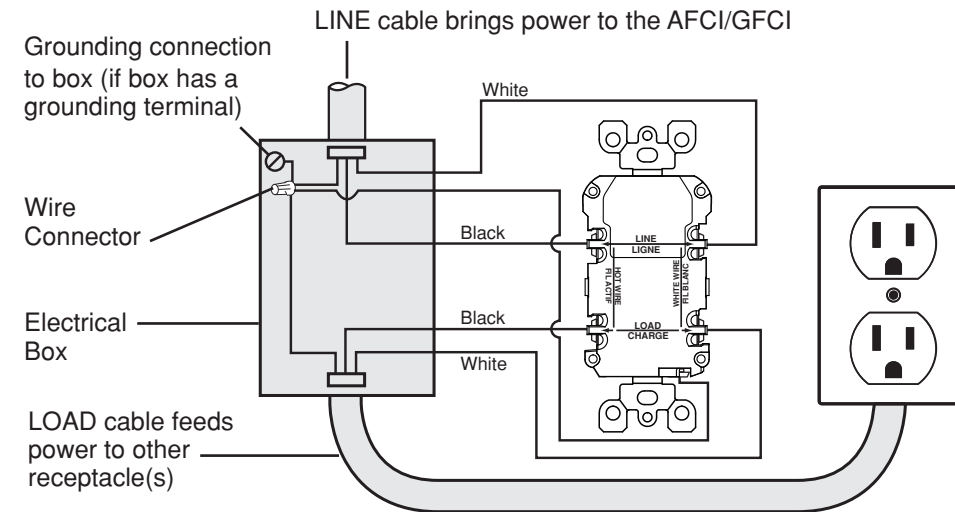 LINE cable brings power to the AFCI/GFCI
Grounding connection
to box (if box has a
grounding terminal)
White
Wire
Connector
Black
LINE
LIGNE
HOT WIRE
FIL ACTIF
WHITE WIRE
FIL BLANC
Electrical
Box
Black
LOAD
CHARGE
White
LOAD cable feeds
power to other
receptacle(s)